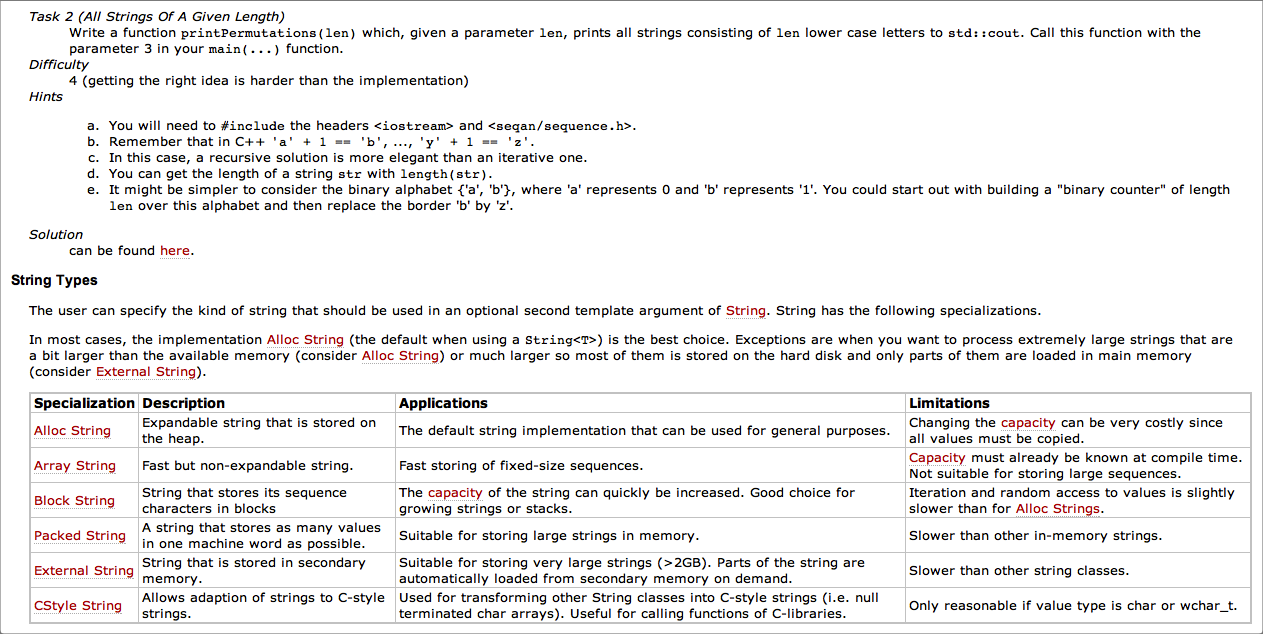 Task 2 (All Strings Of A Given Length)
Write a function printPermutations(len) which, given a parameter len, prints all strings consisting of len lower case letters to std::cout. Call this function with the
parameter 3 in your main(...) function.
Difficulty
4 (getting the right idea is harder than the implementation)
Hints
a. You will need to #include the headers <iostream> and <seqan/sequence.h>.
b. Remember that in C++ 'a' + 1 == 'b', ..., 'y' + 1 == 'z'.
c. In this case, a recursive solution is more elegant than an iterative one.
d. You can get the length of a string str with length(str).
e. It might be simpler to consider the binary alphabet {'a', 'b'}, where 'a' represents 0 and 'b' represents '1'. You could start out with building a "binary counter" of length
len over this alphabet and then replace the border 'b' by 'z'.
Solution
can be found here.
String Types
The user can specify the kind of string that should be used in an optional second template argument of String. String has the following specializations.
In most cases, the implementation Alloc String (the default when using a String<T>) is the best choice. Exceptions are when you want to process extremely large strings that are
a bit larger than the available memory (consider Alloc String) or much larger so most of them is stored on the hard disk and only parts of them are loaded in main memory
(consider External String).
Specialization Description Applications Limitations
Alloc String Expandable string that is stored on
the heap. The default string implementation that can be used for general purposes. Changing the capacity can be very costly since
all values must be copied.
Array String Fast but non-expandable string. Fast storing of fixed-size sequences. Capacity must already be known at compile time.
Not suitable for storing large sequences.
Block String String that stores its sequence
characters in blocks The capacity of the string can quickly be increased. Good choice for
growing strings or stacks. Iteration and random access to values is slightly
slower than for Alloc Strings.
Packed String A string that stores as many values
in one machine word as possible. Suitable for storing large strings in memory. Slower than other in-memory strings.
External String String that is stored in secondary
memory. Suitable for storing very large strings (>2GB). Parts of the string are
automatically loaded from secondary memory on demand. Slower than other string classes.
CStyle String Allows adaption of strings to C-style
strings. Used for transforming other String classes into C-style strings (i.e. null
terminated char arrays). Useful for calling functions of C-libraries. Only reasonable if value type is char or wchar_t.